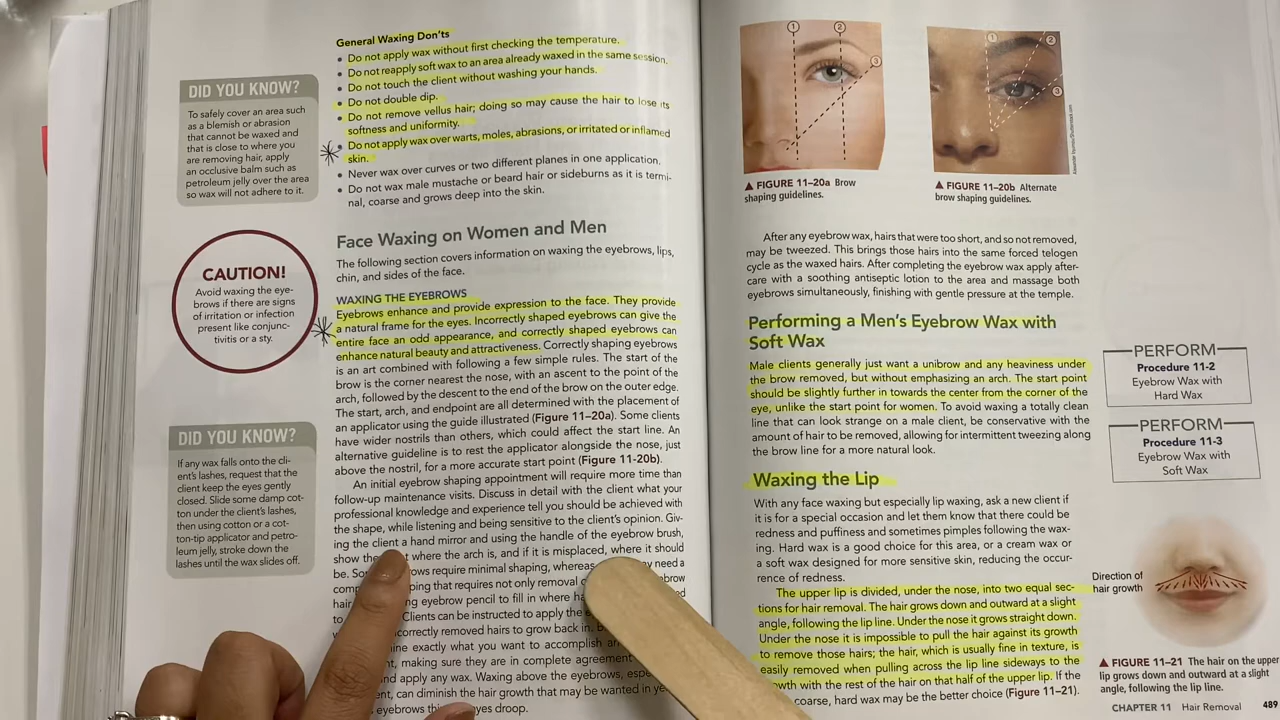 General Waxing Don'ts
• Do not apply wax without first checking the temperature.
• Do not reapply soft wax to an area already waxed in the same session.
• Do not touch the client without washing your hands.
• Do not double dip.
• Do not remove vellus hair; doing so may cause the hair to lose its
softness and uniformity.
• Do not apply wax over warts, moles, abrasions, or irritated or inflamed
skin.
• Never wax over curves or two different planes in one application.
• Do not wax male mustache or beard hair or sideburns as it is termi-
nal, coarse and grows deep into the skin.
DID YOU KNOW?
To safely cover an area such
as a blemish or abrasion
that cannot be waxed and
that is close to where you
are removing hair, apply
an occlusive balm such as
petroleum jelly over the area
so wax will not adhere to it.
Face Waxing on Women and Men
The following section covers information on waxing the eyebrows, lips,
chin, and sides of the face.
CAUTION!
Avoid waxing the eye-
brows if there are signs
of irritation or infection
present like conjunc-
tivitis or a sty.
WAXING THE EYEBROWS
Eyebrows enhance and provide expression to the face. They provide
a natural frame for the eyes. Incorrectly shaped eyebrows can give the
entire face an odd appearance, and correctly shaped eyebrows can
enhance natural beauty and attractiveness. Correctly shaping eyebrows
is an art combined with following a few simple rules. The start of the
brow is the corner nearest the nose, with an ascent to the point of the
arch, followed by the descent to the end of the brow on the outer edge.
The start, arch, and endpoint are all determined with the placement of
an applicator using the guide illustrated (Figure 11–20a). Some clients
have wider nostrils than others, which could affect the start line. An
alternative guideline is to rest the applicator alongside the nose, just
above the nostril, for a more accurate start point (Figure 11-20b).
An initial eyebrow shaping appointment will require more time than
follow-up maintenance visits. Discuss in detail with the client what your
professional knowledge and experience tell you should be achieved with
the shape, while listening and being sensitive to the client's opinion. Giv-
ing the client a hand mirror and using the handle of the eyebrow brush,
show the where the arch is, and if it is misplaced, where it should
be. rows require minimal shaping, whereas need a
ping that requires not only removal brow
hair eyebrow pencil to fill in where
to Clients can be instructed to apply the
correctly removed hairs to grow back in.
exactly what you want to accomplish
making sure they are in complete agreement
nd apply any wax. Waxing above the eyebrows,
can diminish the hair growth that may be wanted in
eyebrows eyes droop.
DID YOU KNOW?
If any wax falls onto the cli-
ent's lashes, request that the
client keep the eyes gently
closed. Slide some damp cot-
ton under the client's lashes,
then using cotton or a cot-
ton-tip applicator and petro-
leum jelly, stroke down the
lashes until the wax slides off.
1
2
3
1
2
3
▲ FIGURE 11–20a Brow
shaping guidelines.
▲ FIGURE 11–20b Alternate
brow shaping guidelines.
After any eyebrow wax, hairs that were too short, and so not removed,
may be tweezed. This brings those hairs into the same forced telogen
cycle as the waxed hairs. After completing the eyebrow wax apply after-
care with a soothing antiseptic lotion to the area and massage both
eyebrows simultaneously, finishing with gentle pressure at the temple.
Performing a Men's Eyebrow Wax with
Soft Wax
Male clients generally just want a unibrow and any heaviness under
the brow removed, but without emphasizing an arch. The start point
should be slightly further in towards the center from the corner of the
eye, unlike the start point for women. To avoid waxing a totally clean
line that can look strange on a male client, be conservative with the
amount of hair to be removed, allowing for intermittent tweezing along
the brow line for a more natural look.
PERFORM
Procedure 11-2
Eyebrow Wax with
Hard Wax
PERFORM
Procedure 11-3
Eyebrow Wax with
Soft Wax
Waxing the Lip
With any face waxing but especially lip waxing, ask a new client if
it is for a special occasion and let them know that there could be
redness and puffiness and sometimes pimples following the wax-
ing. Hard wax is a good choice for this area, or a cream wax or
a soft wax designed for more sensitive skin, reducing the occur-
rence of redness.
The upper lip is divided, under the nose, into two equal sec-
tions for hair removal. The hair grows down and outward at a slight
angle, following the lip line. Under the nose it grows straight down.
Under the nose it is impossible to pull the hair against its growth
to remove those hairs; the hair, which is usually fine in texture, is
easily removed when pulling across the lip line sideways to the
growth with the rest of the hair on that half of the upper lip. If the
coarse, hard wax may be the better choice (Figure 11–21).
Direction of
hair growth
▲ FIGURE 11–21 The hair on the upper
lip grows down and outward at a slight
angle, following the lip line.
CHAPTER 11 Hair Removal 489